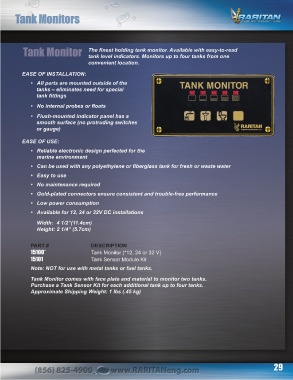 Tank Monitors
RARITAN
Tank Monitor
The finest holding tank monitor. Available with easy-to-read
tank level indicators. Monitors up to four tanks from one
convenient location.
EASE OF INSTALLATION:
• All parts are mounted outside of the
tanks – eliminates need for special
tank fittings
• No internal probes or floats
• Flush-mounted indicator panel has a
smooth surface (no protruding switches
or gauge)
TANK MONITOR
RARITAN
EASE OF USE:
• Reliable electronic design perfected for the
marine environment
• Can be used with any polyethylene or fiberglass tank for fresh or waste water
• Easy to use
• No maintenance required
• Gold-plated connectors ensure consistent and trouble-free performance
• Low power consumption
• Available for 12, 24 or 32V DC installations
Width: 4 1/2"(11.4cm)
Height: 2 1/4" (5.7cm)
PART # DESCRIPTION
15100* Tank Monitor (*12, 24 or 32 V)
15101 Tank Sensor Module Kit
Note: NOT for use with metal tanks or fuel tanks.
Tank Monitor comes with face plate and material to monitor two tanks.
Purchase a Tank Sensor Kit for each additional tank up to four tanks.
Approximate Shipping Weight: 1 lbs (.45 kg)
(856) 825-4900 www.RARITANeng.com 29